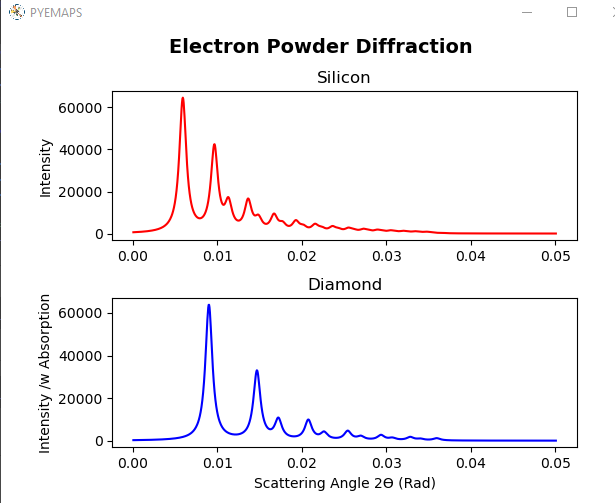 PYEMAPS
Electron Powder Diffraction
Silicon
Intensity
60000
40000
20000
0
0.00 0.01 0.02 0.03 0.04 0.05
Diamond
Intensity /w Absorption
60000
40000
20000
0
0.00 0.01 0.02 0.03 0.04 0.05
Scattering Angle 2Θ (Rad)